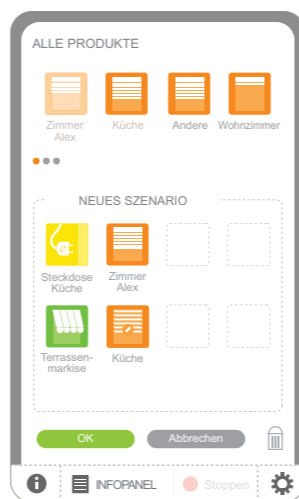 ALLE PRODUKTE
Zimmer
Alex
Küche
Andere
Wohnzimmer
NEUES SZENARIO
Steckdose
Küche
Zimmer
Alex
Terrassen-
markise
Küche
OK
Abbrechen
INFOPANEL
Stoppen